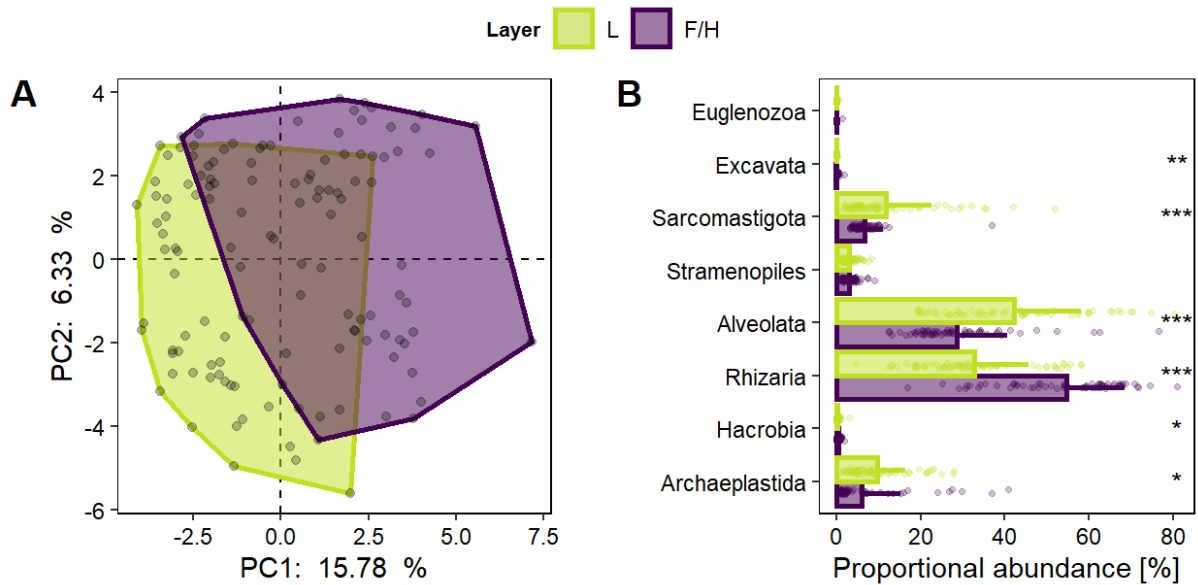 Layer L F/H
A
4
2
0
-2
-4
-6
PC2: 6.33 %
-2.5 0.0 2.5 5.0 7.5
PC1: 15.78 %
B
Euglenozoa
Excavata **
Sarcomastigota ***
Stramenopiles
Alveolata ***
Rhizaria ***
Hacrobia *
Archaeplastida *
0 20 40 60 80
Proportional abundance [%]